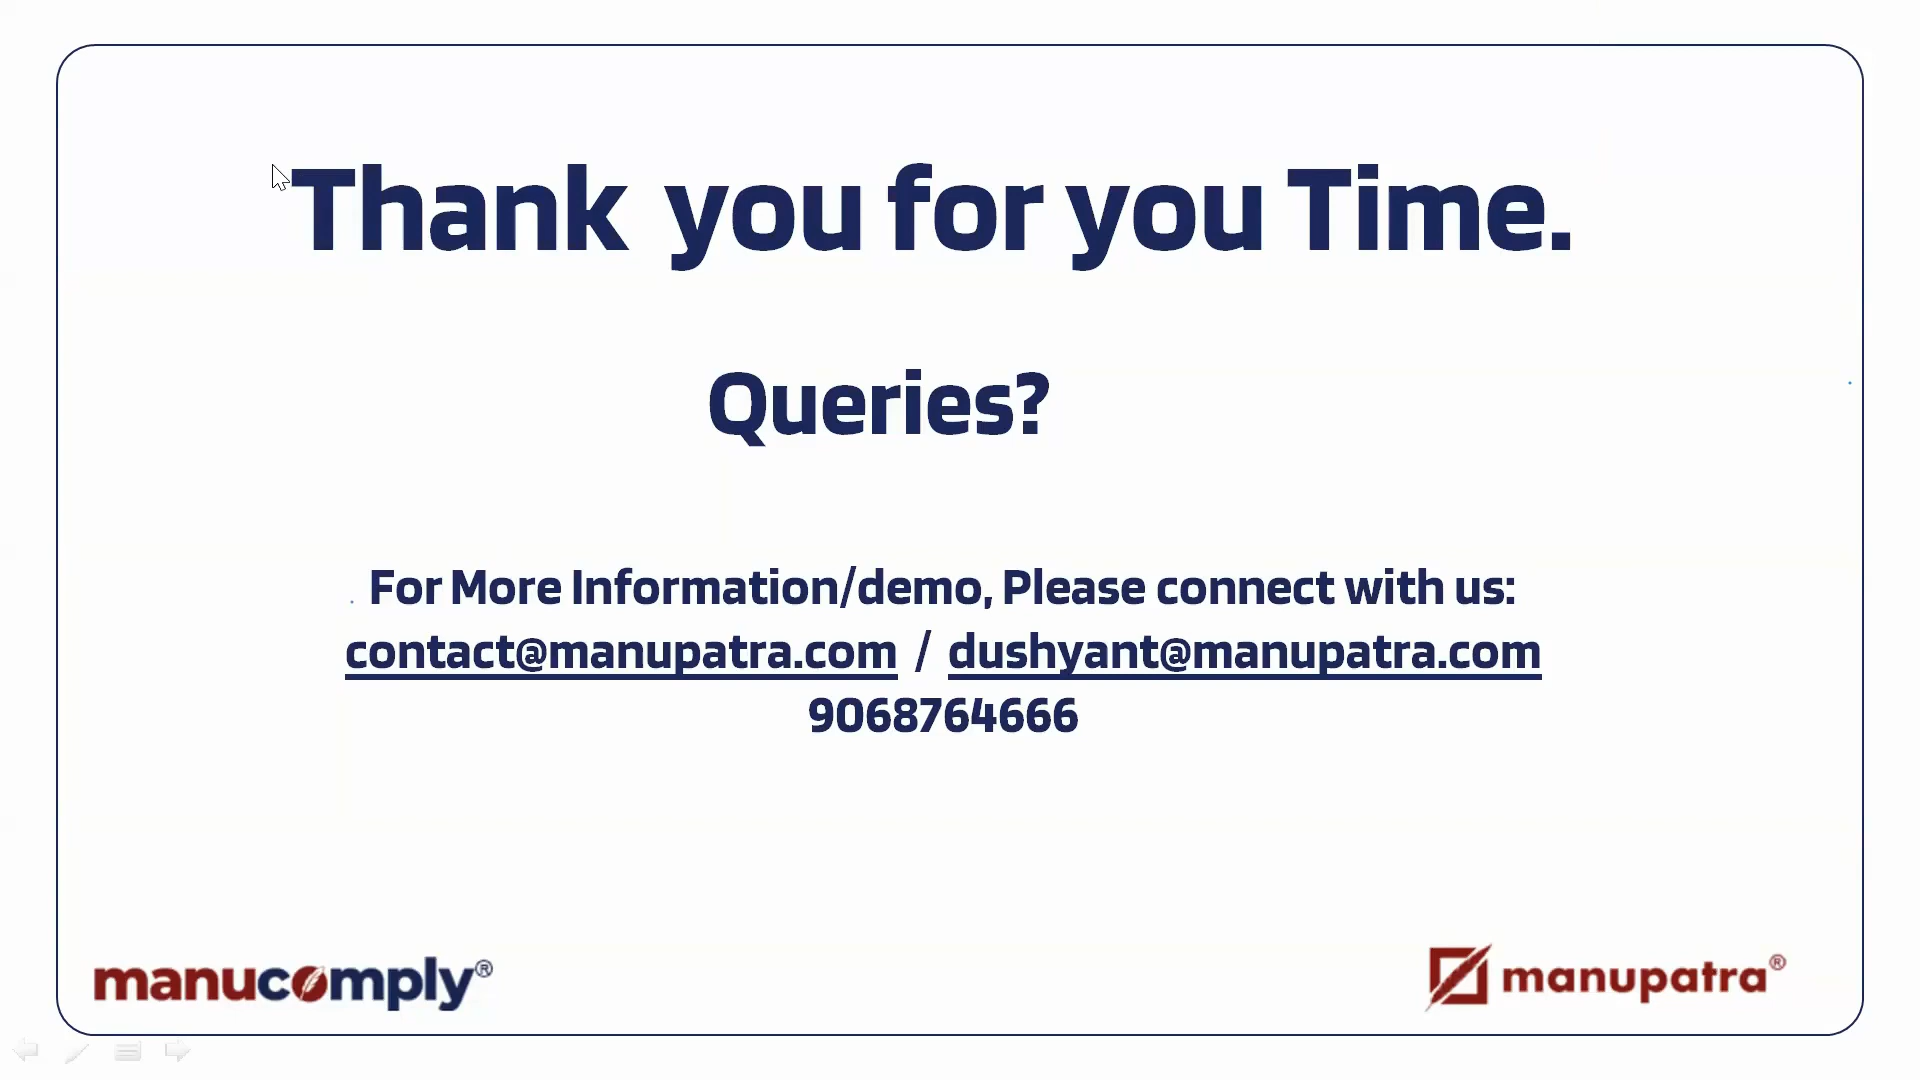 Thank you for you Time.
Queries?
. For More Information/demo, Please connect with us:
contact@manupatra.com / dushyant@manupatra.com
9068764666
manucomply®
manupatra®